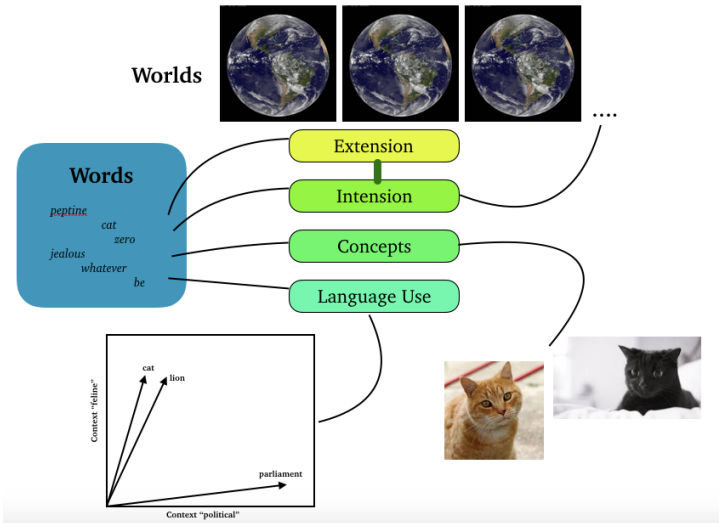 Worlds
....
Extension
Words
Intension
peptine
cat
zero
Concepts
jealous
whatever
be
Language Use
cat
lion
Context "feline"
parliament
Context "political"